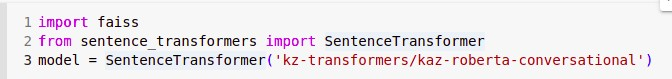 1 import faiss
2 from sentence_transformers import SentenceTransformer
3 model = SentenceTransformer('kz-transformers/kaz-roberta-conversational')